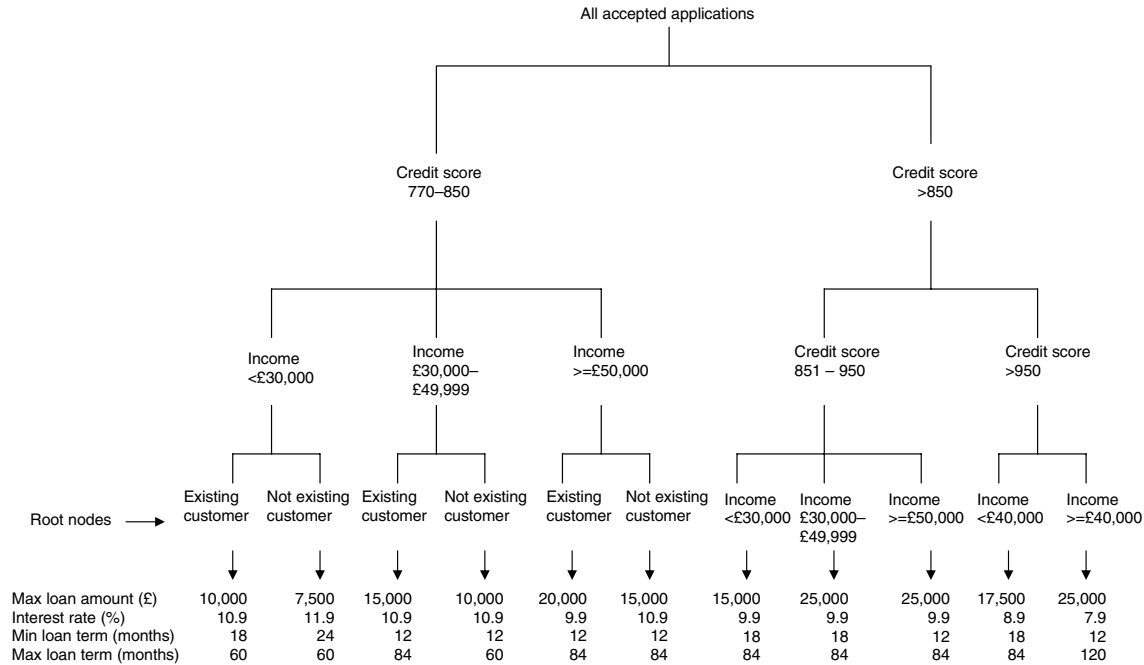 All accepted applications
Credit score
770–850
Credit score
>850
Income
<£30,000
Income
£30,000–
£49,999
Income
>=£50,000
Credit score
851 – 950
Credit score
>950
Root nodes
Existing
customer
Not existing
customer
Existing
customer
Not existing
customer
Existing
customer
Not existing
customer
Income
<£30,000
Income
£30,000–
£49,999
Income
>=£50,000
Income
<£40,000
Income
>=£40,000
Max loan amount (£) 10,000 7,500 15,000 10,000 20,000 15,000 15,000 25,000 25,000 17,500 25,000
Interest rate (%) 10.9 11.9 10.9 10.9 9.9 10.9 9.9 9.9 9.9 8.9 7.9
Min loan term (months) 18 24 12 12 12 12 18 18 12 18 12
Max loan term (months) 60 60 84 60 84 84 84 84 84 84 120